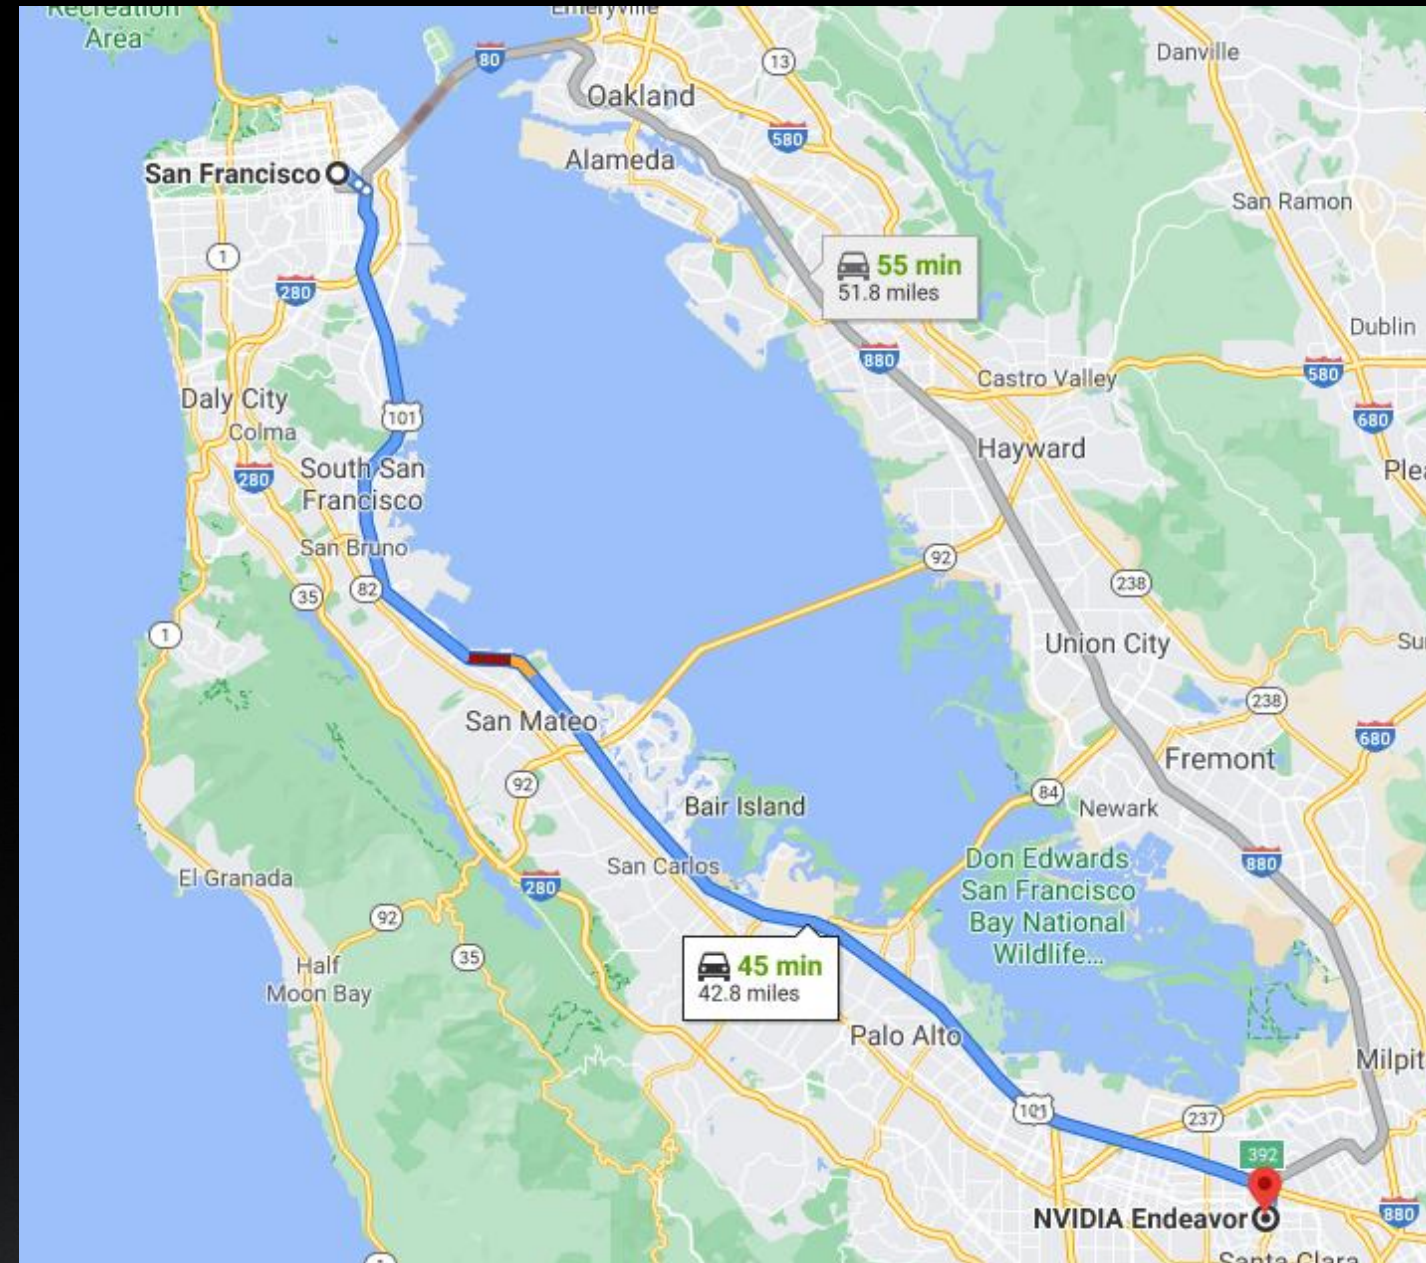 Recreation
Area
Emeryville
80
13
Danville
Oakland
580
Alameda
San Francisco
San Ramon
1
55 min
51.8 miles
280
Dublin
880
Castro Valley
580
Daly City
101
680
Colma
Hayward
South San
Francisco
280
San Bruno
92
82
35
238
1
Union City
238
San Mateo
680
Fremont
92
84
Bair Island
Newark
San Carlos
Don Edwards
San Francisco
Bay National
Wildlife...
880
El Granada
280
92
35
Half
Moon Bay
45 min
42.8 miles
Palo Alto
Milpit
101
237
392
NVIDIA Endeavor
880
Santa Clara